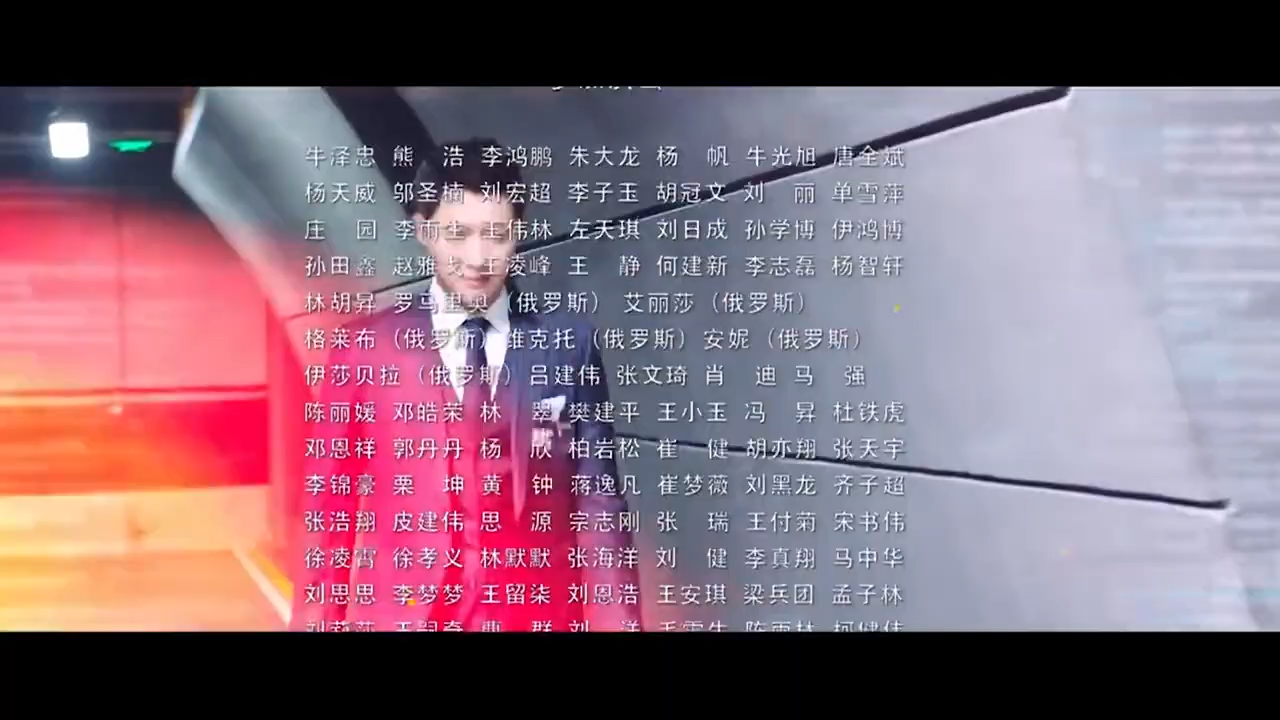 牛泽忠 熊 浩 李鸿鹏 朱大龙 杨 帆 牛光旭 唐全斌
杨天威 邬圣楠 刘宏超 李子玉 胡冠文 刘 丽 单雪萍
庄 园 李雨生 王伟林 左天琪 刘日成 孙学博 伊鸿博
孙田鑫 赵雅戈 王凌峰 王 静 何建新 李志磊 杨智轩
林胡昇 罗马里奥（俄罗斯） 艾丽莎（俄罗斯）
格莱布（俄罗斯）维克托（俄罗斯）安妮（俄罗斯）
伊莎贝拉（俄罗斯）吕建伟 张文琦 肖 迪 马 强
陈丽媛 邓皓荣 林 翠 樊建平 王小玉 冯 昇 杜铁虎
邓恩祥 郭丹丹 杨 欣 柏岩松 崔 健 胡亦翔 张天宇
李锦豪 栗 坤 黄 钟 蒋逸凡 崔梦薇 刘黑龙 齐子超
张浩翔 皮建伟 思 源 宗志刚 张 瑞 王付菊 宋书伟
徐凌霄 徐孝义 林默默 张海洋 刘 健 李真翔 马中华
刘思思 李梦梦 王留柒 刘恩浩 王安琪 梁兵团 孟子林